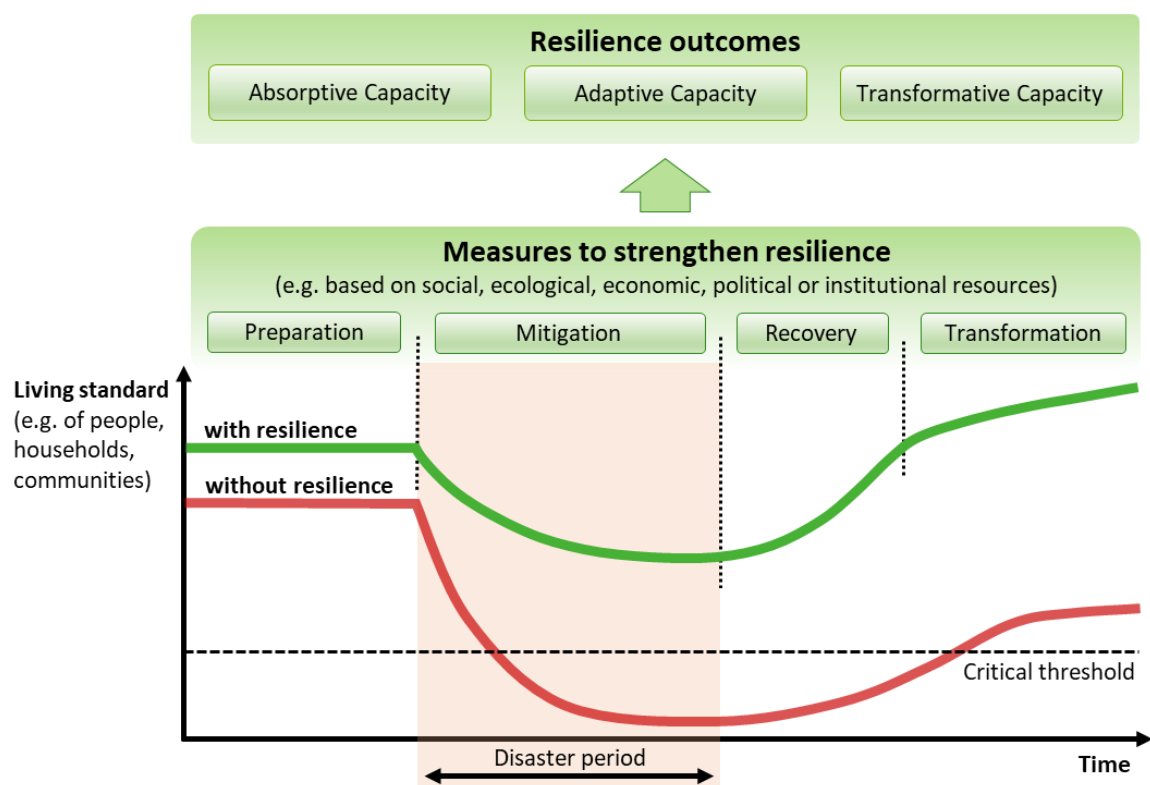 Resilience outcomes
Absorptive Capacity
Adaptive Capacity
Transformative Capacity
Measures to strengthen resilience
(e.g. based on social, ecological, economic, political or institutional resources)
Preparation
Mitigation
Recovery
Transformation
Living standard
(e.g. of people,
households,
communities)
with resilience
without resilience
Critical threshold
Disaster period
Time